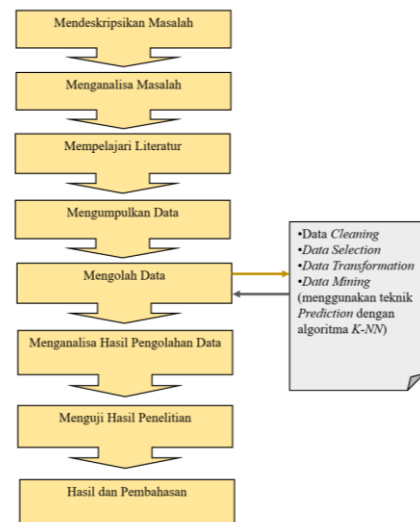 Mendeskripsikan Masalah
Menganalisa Masalah
Mempelajari Literatur
Mengumpulkan Data
Mengolah Data
•Data Cleaning
•Data Selection
•Data Transformation
•Data Mining
(menggunakan teknik
Prediction dengan
algoritma K-NN)
Menganalisa Hasil Pengolahan Data
Menguji Hasil Penelitian
Hasil dan Pembahasan